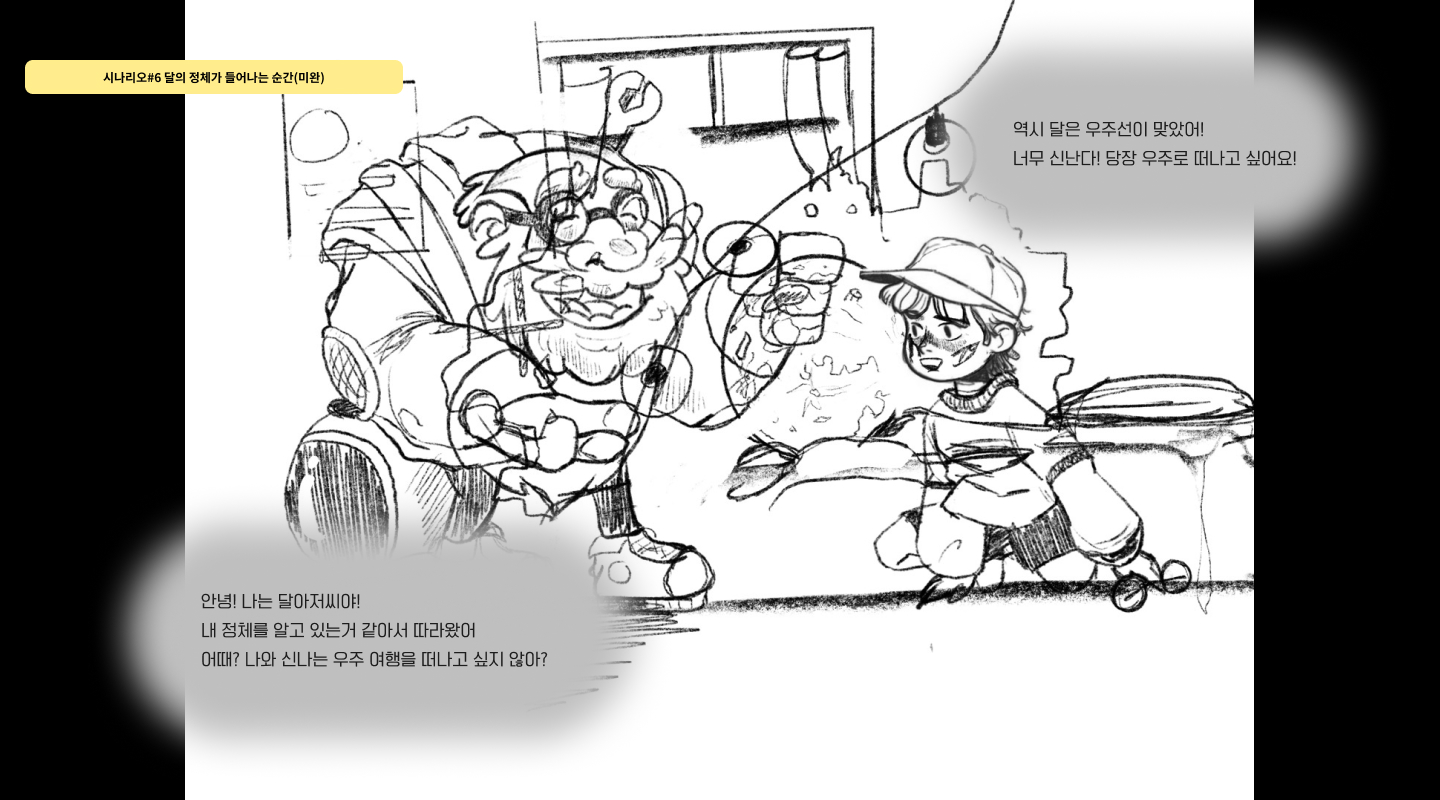 시나리오#6 달의 정체가 들어나는 순간(미완)
역시 달은 우주선이 맞았어!
너무 신난다! 당장 우주로 떠나고 싶어요!
안녕! 나는 달아저씨야!
내 정체를 알고 있는거 같아서 따라왔어
어때? 나와 신나는 우주 여행을 떠나고 싶지 않아?